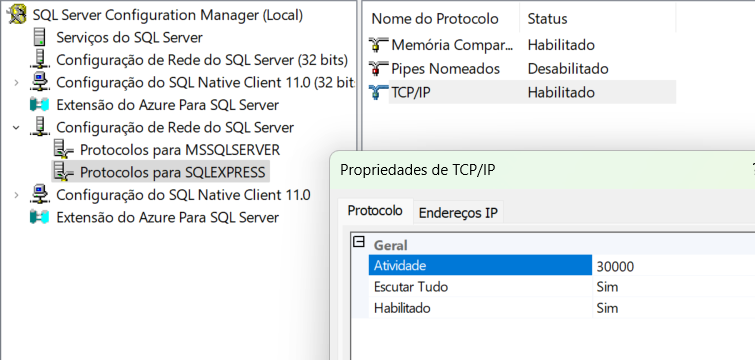 SQL Server Configuration Manager (Local)
Serviços do SQL Server
Configuração de Rede do SQL Server (32 bits)
Configuração do SQL Native Client 11.0 (32 bit
Extensão do Azure Para SQL Server
Configuração de Rede do SQL Server
Protocolos para MSSQLSERVER
Protocolos para SQLEXPRESS
Configuração do SQL Native Client 11.0
Extensão do Azure Para SQL Server
Nome do Protocolo Status
Memória Compar... Habilitado
Pipes Nomeados Desabilitado
TCP/IP Habilitado
Propriedades de TCP/IP ?
Protocolo Endereços IP
Geral
Atividade 30000
Escutar Tudo Sim
Habilitado Sim